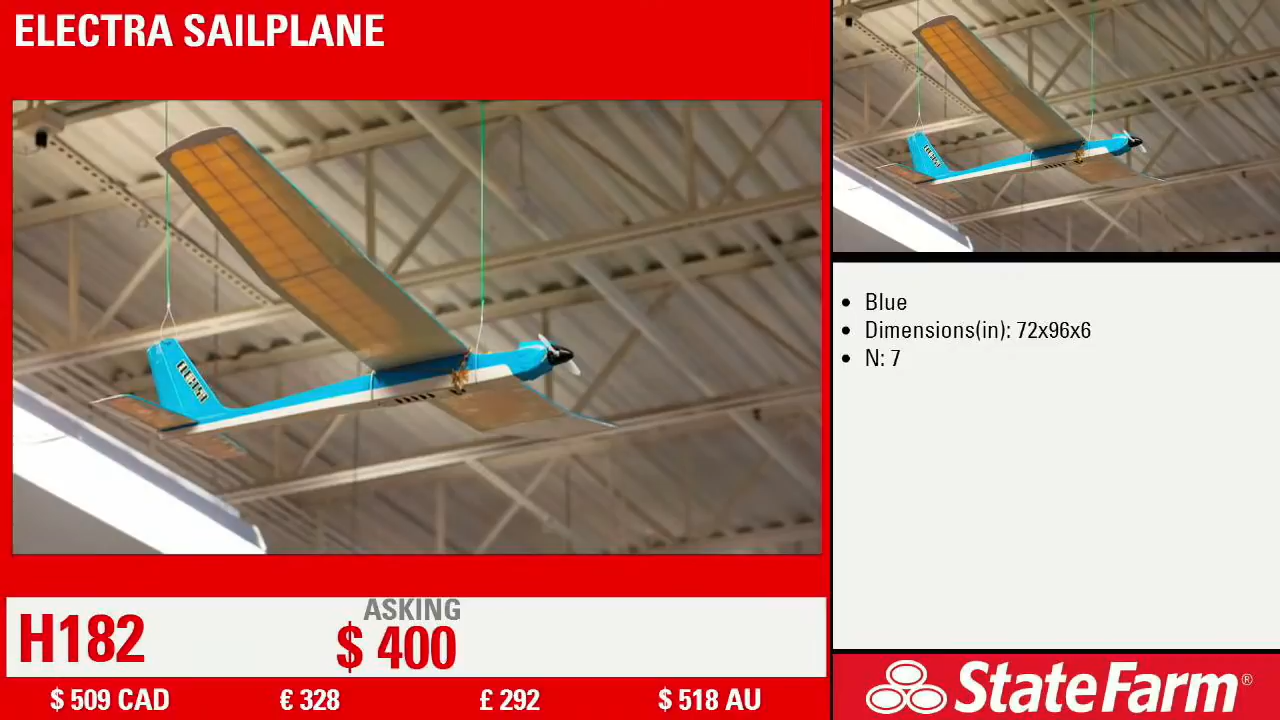 ELECTRA SAILPLANE
• Blue
• Dimensions(in): 72x96x6
• N: 7
H182
ASKING
$ 400
$ 509 CAD € 328 £ 292 $ 518 AU
StateFarm®